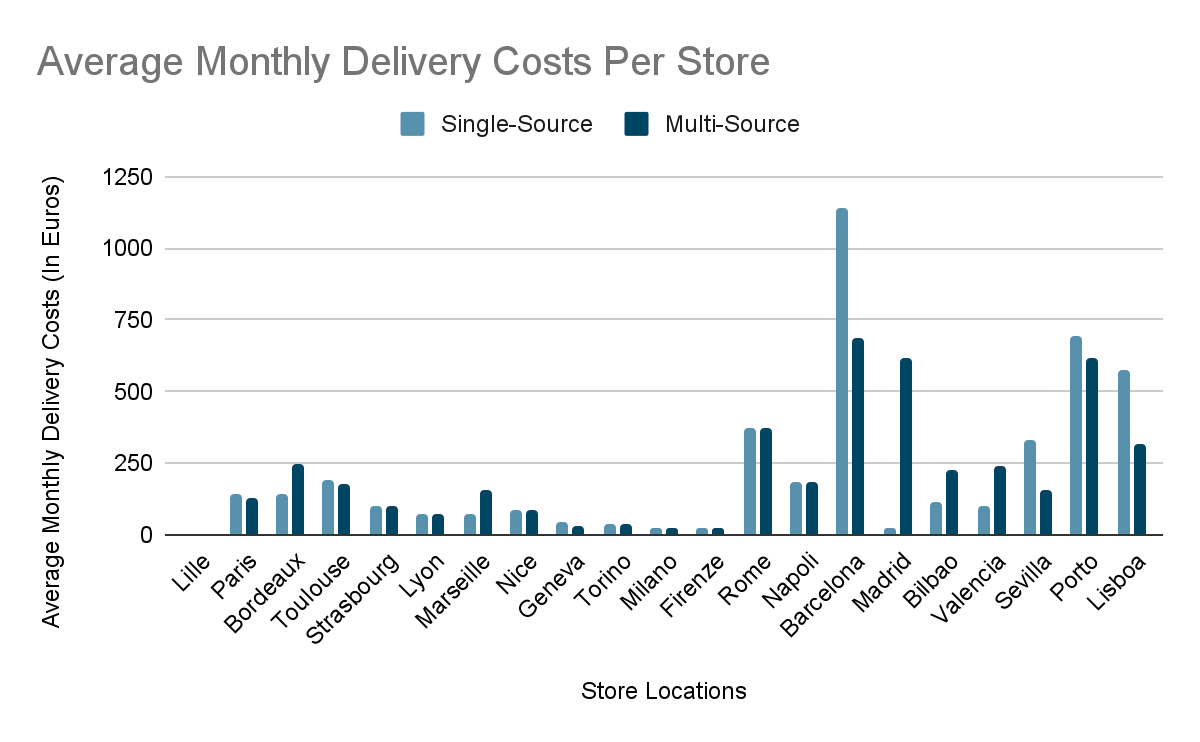 Average Monthly Delivery Costs Per Store
Single-Source
Multi-Source
Average Monthly Delivery Costs (In Euros)
1250
1000
750
500
250
0
Lille
Paris
Bordeaux
Toulouse
Strasbourg
Lyon
Marseille
Nice
Geneva
Torino
Milano
Firenze
Rome
Napoli
Barcelona
Madrid
Bilbao
Valencia
Sevilla
Porto
Lisboa
Store Locations